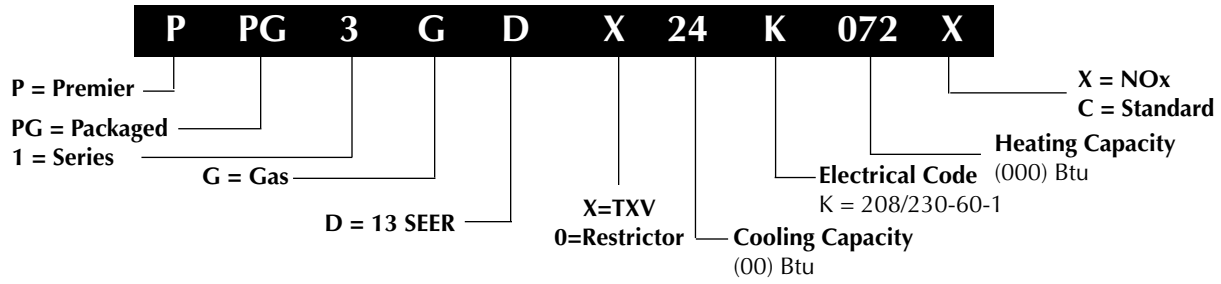 P PG 3 G D X 24 K 072 X
P = Premier
PG = Packaged
1 = Series
G = Gas
D = 13 SEER
X=TXV
0=Restrictor
Cooling Capacity
(00) Btu
Electrical Code
K = 208/230-60-1
Heating Capacity
(000) Btu
X = NOx
C = Standard